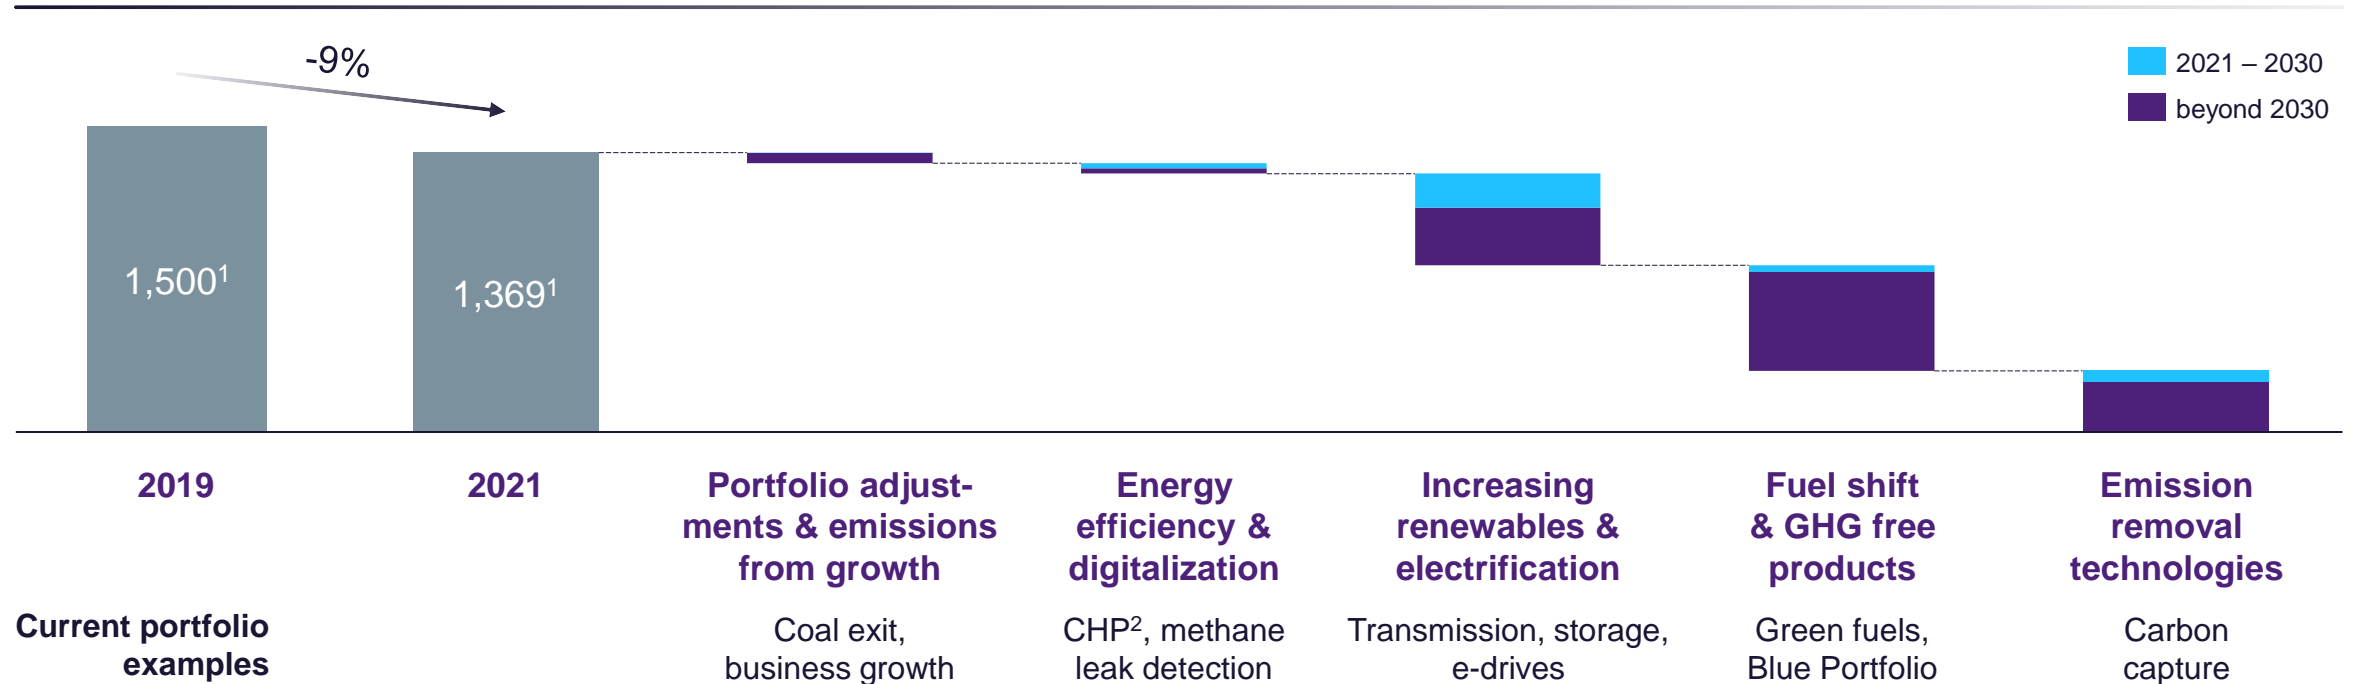 -9%
2021 – 2030
beyond 2030
1,500¹
1,369¹
2019
2021
Portfolio adjust-
ments & emissions
from growth
Energy
efficiency &
digitalization
Increasing
renewables &
electrification
Fuel shift
& GHG free
products
Emission
removal
technologies
Current portfolio
examples
Coal exit,
business growth
CHP², methane
leak detection
Transmission, storage,
e-drives
Green fuels,
Blue Portfolio
Carbon
capture